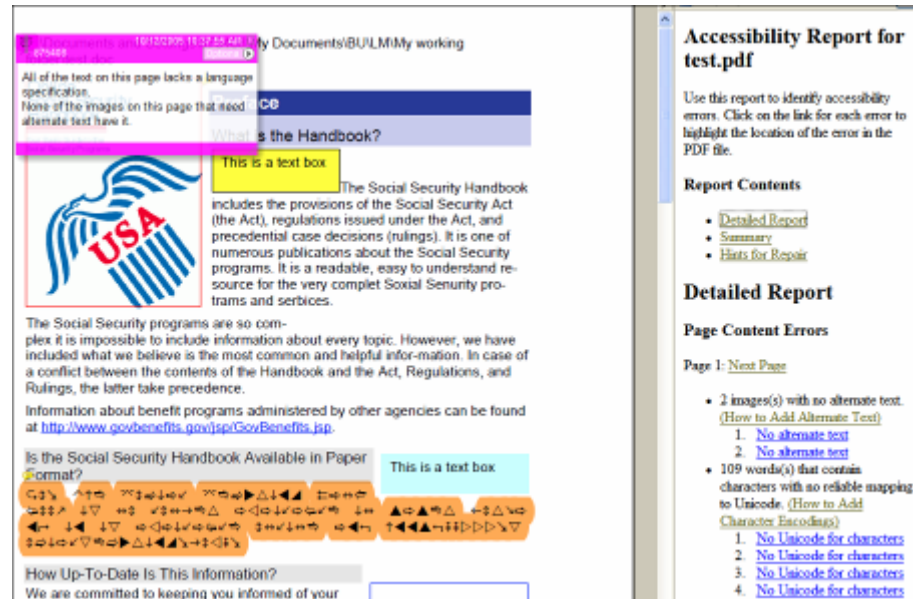 10/12/2005 10:37:55 AM
Options
My Documents\BU\LM\My working
All of the text on this page lacks a language
specification.
None of the images on this page that need
alternate text have it.
What is the Handbook?
This is a text box
USA
The Social Security Handbook
includes the provisions of the Social Security Act
(the Act), regulations issued under the Act, and
precedential case decisions (rulings). It is one of
numerous publications about the Social Security
programs. It is a readable, easy to understand re-
source for the very complet Soxial Senurity pro-
trams and serbices.
The Social Security programs are so com-
plex it is impossible to include information about every topic. However, we have
included what we believe is the most common and helpful infor-mation. In case of
a conflict between the contents of the Handbook and the Act, Regulations, and
Rulings, the latter take precedence.
Information about benefit programs administered by other agencies can be found
at http://www.govbenefits.gov/jsp/GovBenefits.jsp.
Is the Social Security Handbook Available in Paper
Format?
This is a text box
How Up-To-Date Is This Information?
We are committed to keeping you informed of your
Accessibility Report for
test.pdf
Use this report to identify accessibility
errors. Click on the link for each error to
highlight the location of the error in the
PDF file.
Report Contents
• Detailed Report
• Summary
• Hints for Repair
Detailed Report
Page Content Errors
Page 1: Next Page
• 2 images(s) with no alternate text.
(How to Add Alternate Text)
1. No alternate text
2. No alternate text
• 109 words(s) that contain
characters with no reliable mapping
to Unicode. (How to Add
Character Encodings)
1. No Unicode for characters
2. No Unicode for characters
3. No Unicode for characters
4. No Unicode for characters